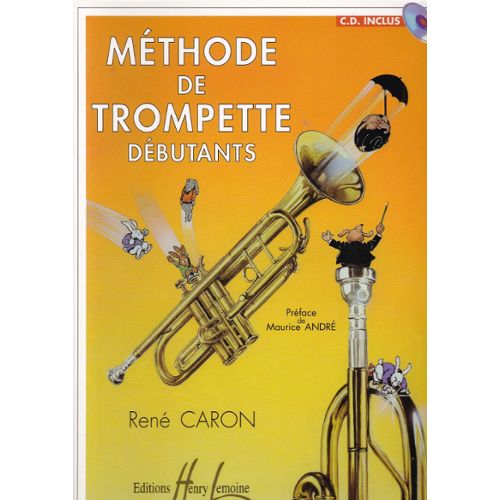 C.D. INCLUS
MÉTHODE
DE
TROMPETTE
DÉBUTANTS
Préface
de
Maurice ANDRÉ
René CARON
Editions Henry Lemoine